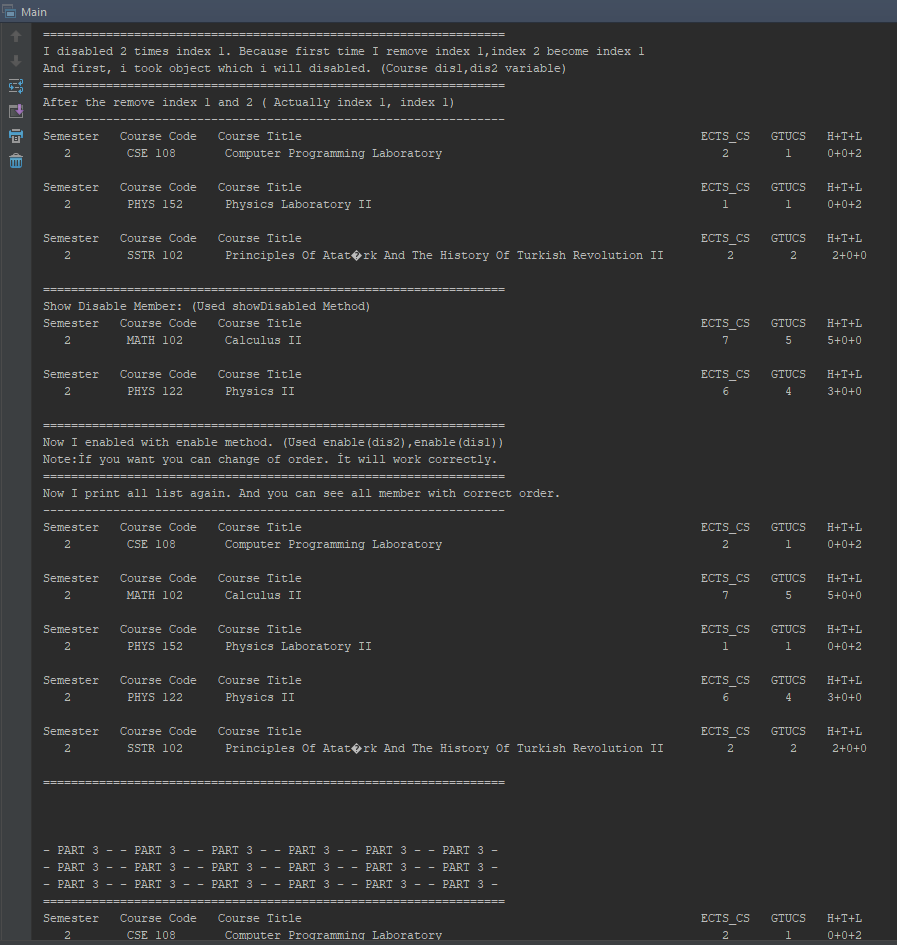 Main
==================================================================
I disabled 2 times index 1. Because first time I remove index 1,index 2 become index 1
And first, i took object which i will disabled. (Course dis1,dis2 variable)
==================================================================
After the remove index 1 and 2 ( Actually index 1, index 1)
------------------------------------------------------------------
Semester   Course Code   Course Title   ECTS_CS   GTUCS   H+T+L
2   CSE 108   Computer Programming Laboratory   2   1   0+0+2
Semester   Course Code   Course Title   ECTS_CS   GTUCS   H+T+L
2   PHYS 152   Physics Laboratory II   1   1   0+0+2
Semester   Course Code   Course Title   ECTS_CS   GTUCS   H+T+L
2   SSTR 102   Principles Of Atat�rk And The History Of Turkish Revolution II   2   2   2+0+0
==================================================================
Show Disable Member: (Used showDisabled Method)
Semester   Course Code   Course Title   ECTS_CS   GTUCS   H+T+L
2   MATH 102   Calculus II   7   5   5+0+0
Semester   Course Code   Course Title   ECTS_CS   GTUCS   H+T+L
2   PHYS 122   Physics II   6   4   3+0+0
==================================================================
Now I enabled with enable method. (Used enable(dis2),enable(dis1))
Note:İf you want you can change of order. İt will work correctly.
==================================================================
Now I print all list again. And you can see all member with correct order.
------------------------------------------------------------------
Semester   Course Code   Course Title   ECTS_CS   GTUCS   H+T+L
2   CSE 108   Computer Programming Laboratory   2   1   0+0+2
Semester   Course Code   Course Title   ECTS_CS   GTUCS   H+T+L
2   MATH 102   Calculus II   7   5   5+0+0
Semester   Course Code   Course Title   ECTS_CS   GTUCS   H+T+L
2   PHYS 152   Physics Laboratory II   1   1   0+0+2
Semester   Course Code   Course Title   ECTS_CS   GTUCS   H+T+L
2   PHYS 122   Physics II   6   4   3+0+0
Semester   Course Code   Course Title   ECTS_CS   GTUCS   H+T+L
2   SSTR 102   Principles Of Atat�rk And The History Of Turkish Revolution II   2   2   2+0+0
==================================================================
- PART 3 - - PART 3 - - PART 3 - - PART 3 - - PART 3 - - PART 3 -
- PART 3 - - PART 3 - - PART 3 - - PART 3 - - PART 3 - - PART 3 -
- PART 3 - - PART 3 - - PART 3 - - PART 3 - - PART 3 - - PART 3 -
==================================================================
Semester   Course Code   Course Title   ECTS_CS   GTUCS   H+T+L
2   CSE 108   Computer Programming Laboratory   2   1   0+0+2